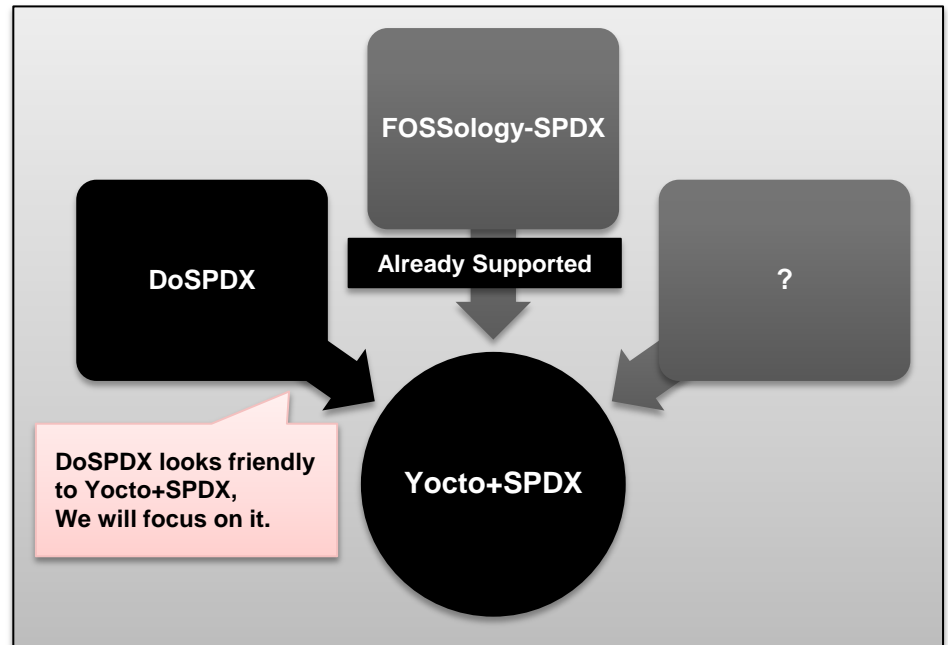 FOSSology-SPDX
Already Supported
DoSPDX
?
DoSPDX looks friendly
to Yocto+SPDX,
We will focus on it.
Yocto+SPDX